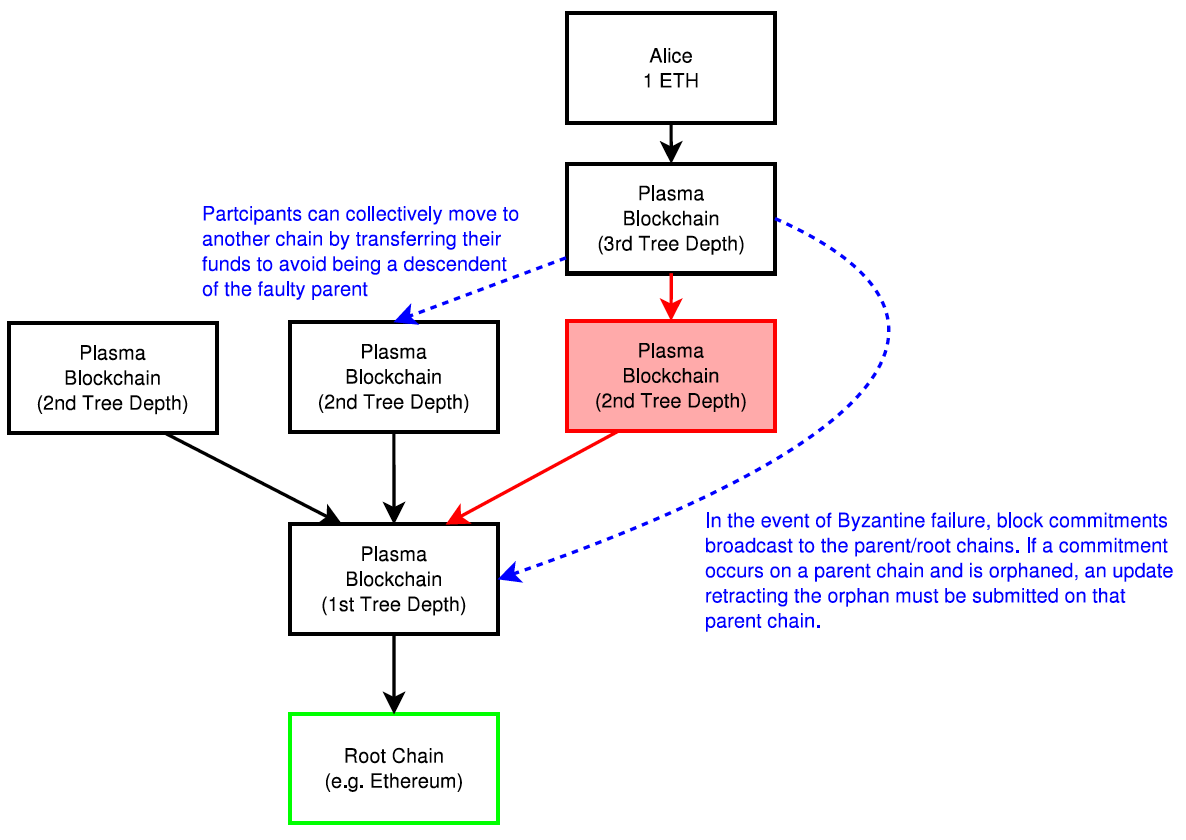 Alice
1 ETH
Plasma
Blockchain
(3rd Tree Depth)
Partcipants can collectively move to
another chain by transferring their
funds to avoid being a descendent
of the faulty parent
Plasma
Blockchain
(2nd Tree Depth)
Plasma
Blockchain
(2nd Tree Depth)
Plasma
Blockchain
(2nd Tree Depth)
In the event of Byzantine failure, block commitments
broadcast to the parent/root chains. If a commitment
occurs on a parent chain and is orphaned, an update
retracting the orphan must be submitted on that
parent chain.
Plasma
Blockchain
(1st Tree Depth)
Root Chain
(e.g. Ethereum)